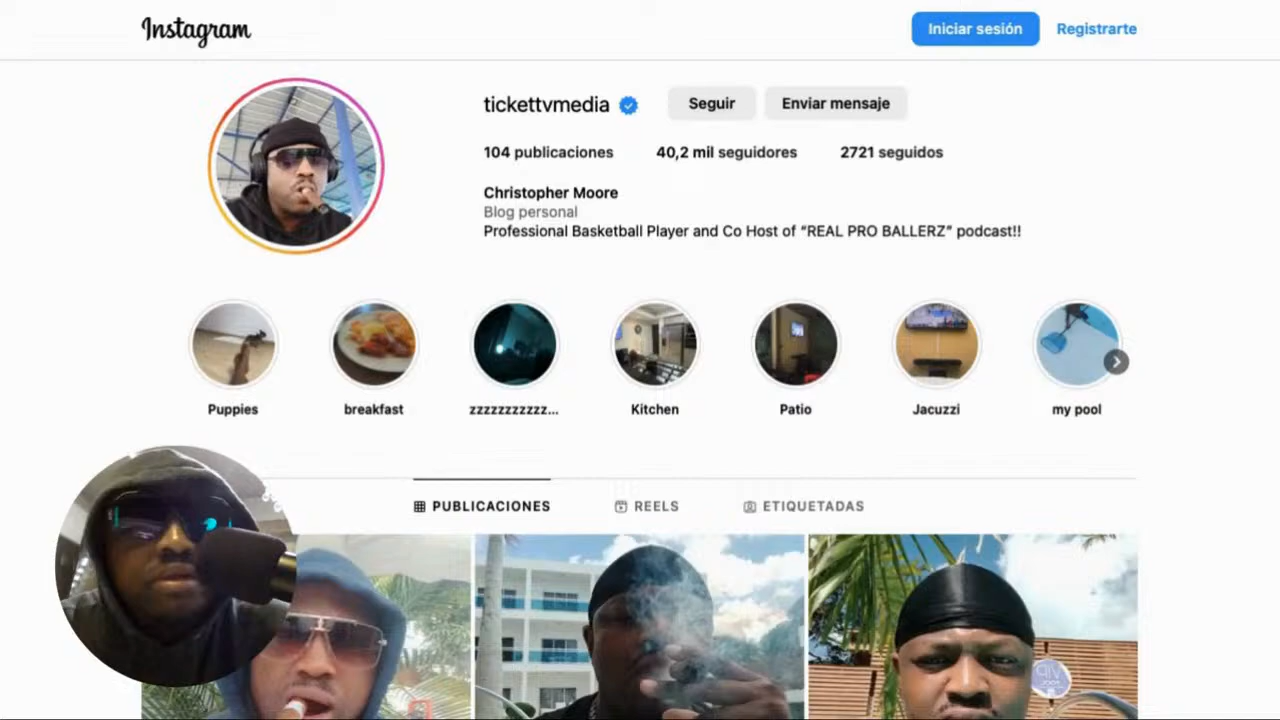 Instagram
Iniciar sesión
Registrarte
tickettvmedia
Seguir
Enviar mensaje
104 publicaciones
40,2 mil seguidores
2721 seguidos
Christopher Moore
Blog personal
Professional Basketball Player and Co Host of “REAL PRO BALLERZ” podcast!!
Puppies
breakfast
zzzzzzzzzzz...
Kitchen
Patio
Jacuzzi
my pool
PUBLICACIONES
REELS
ETIQUETADAS
VIP
POOL